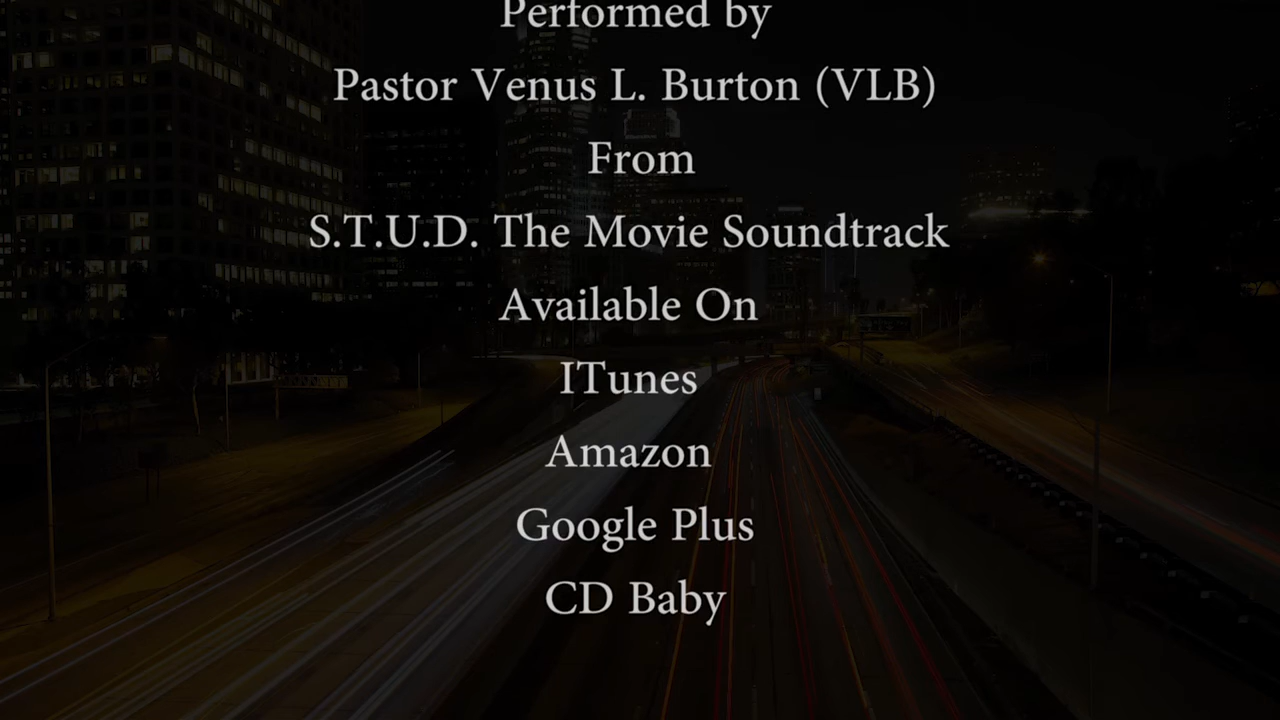 Performed by
Pastor Venus L. Burton (VLB)
From
S.T.U.D. The Movie Soundtrack
Available On
ITunes
Amazon
Google Plus
CD Baby